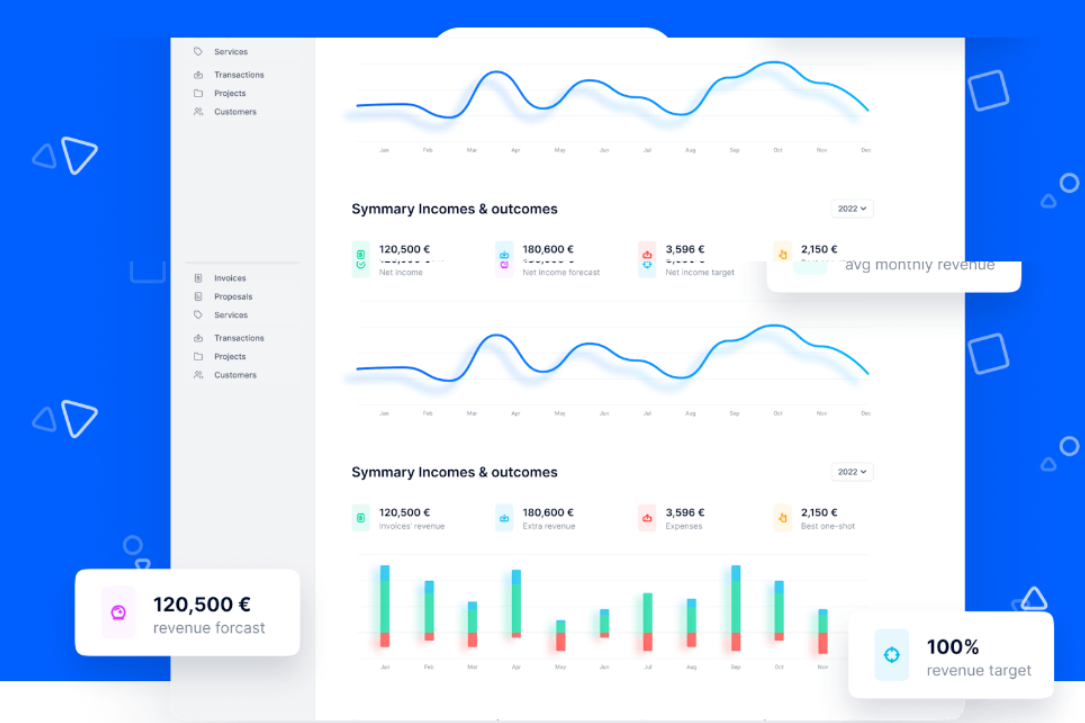 Services
Transactions
Projects
Customers
Jan Feb Mar Apr May Jun Jul Aug Sep Oct Nov Dec
Symmary Incomes & outcomes
2022
120,500 € 180,600 € 3,596 € 2,150 €
Net income Net Income forecast Net income target
avg monthly revenue
Invoices
Proposals
Services
Transactions
Projects
Customers
Jan Feb Mar Apr May Jun Jul Aug Sep Oct Nov Dec
Symmary Incomes & outcomes
2022
120,500 € 180,600 € 3,596 € 2,150 €
Invoices' revenue Extra revenue Expenses Best one-shot
Jan Feb Mar Apr May Jun Jul Aug Sep Oct Nov
120,500 €
revenue forcast
100%
revenue target